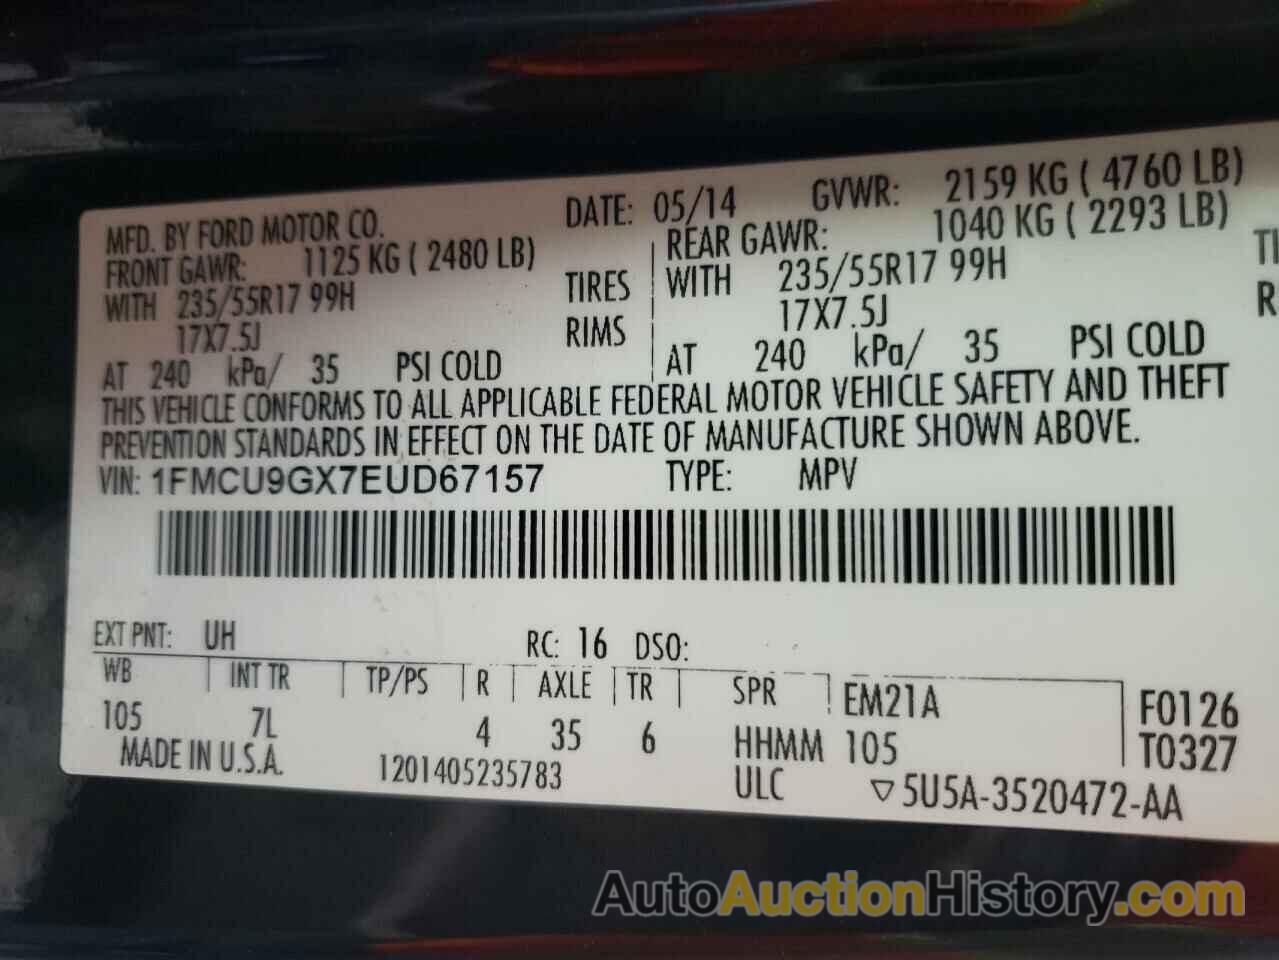 MFD. BY FORD MOTOR CO. DATE: 05/14 GVWR: 2159 KG ( 4760 LB)
FRONT GAWR: 1125 KG ( 2480 LB) REAR GAWR: 1040 KG ( 2293 LB)
WITH 235/55R17 99H TIRES WITH 235/55R17 99H TI
17X7.5J RIMS 17X7.5J R
AT 240 kPa/ 35 PSI COLD AT 240 kPa/ 35 PSI COLD
THIS VEHICLE CONFORMS TO ALL APPLICABLE FEDERAL MOTOR VEHICLE SAFETY AND THEFT
PREVENTION STANDARDS IN EFFECT ON THE DATE OF MANUFACTURE SHOWN ABOVE.
VIN: 1FMCU9GX7EUD67157 TYPE: MPV
EXT PNT: UH RC: 16 DSO:
WB INT TR TP/PS R AXLE TR SPR EM21A F0126
105 7L 4 35 6 HHMM 105 T0327
MADE IN U.S.A. 1201405235783 ULC ▽5U5A-3520472-AA
AutoAuctionHistory.com